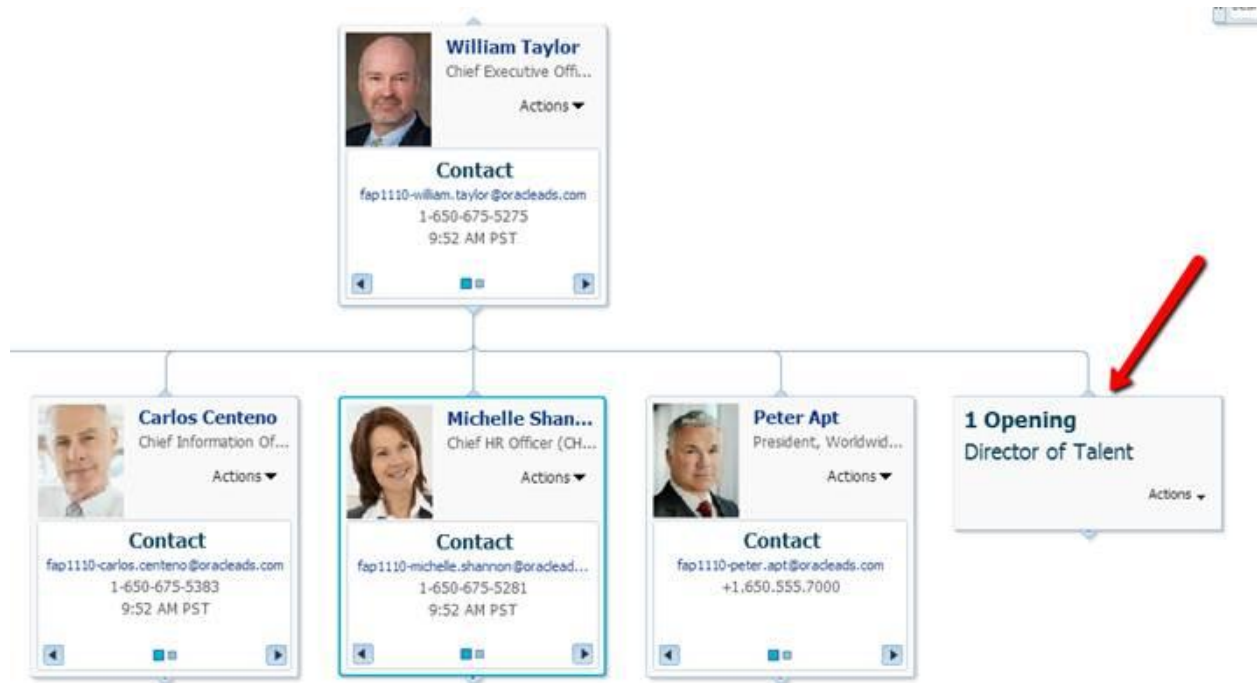 William Taylor
Chief Executive Offi...
Actions
Contact
fap1110-william.taylor@oracleads.com
1-650-675-5275
9:52 AM PST
Carlos Centeno
Chief Information Of...
Actions
Contact
fap1110-carlos.centeno@oracleads.com
1-650-675-5383
9:52 AM PST
Michelle Shan...
Chief HR Officer (CH...
Actions
Contact
fap1110-michelle.shannon@oraclead...
1-650-675-5281
9:52 AM PST
Peter Apt
President, Worldwid...
Actions
Contact
fap1110-peter.apt@oracleads.com
+1.650.555.7000
1 Opening
Director of Talent
Actions